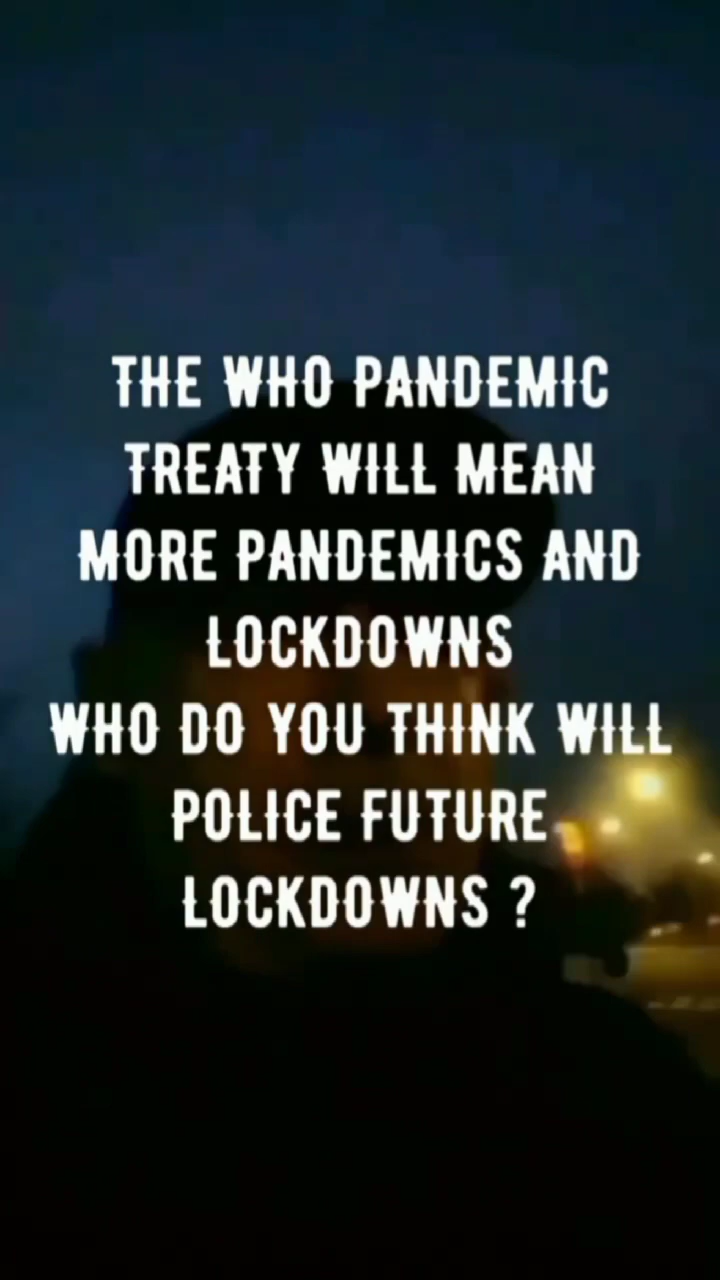 THE WHO PANDEMIC
TREATY WILL MEAN
MORE PANDEMICS AND
LOCKDOWNS
WHO DO YOU THINK WILL
POLICE FUTURE
LOCKDOWNS ?